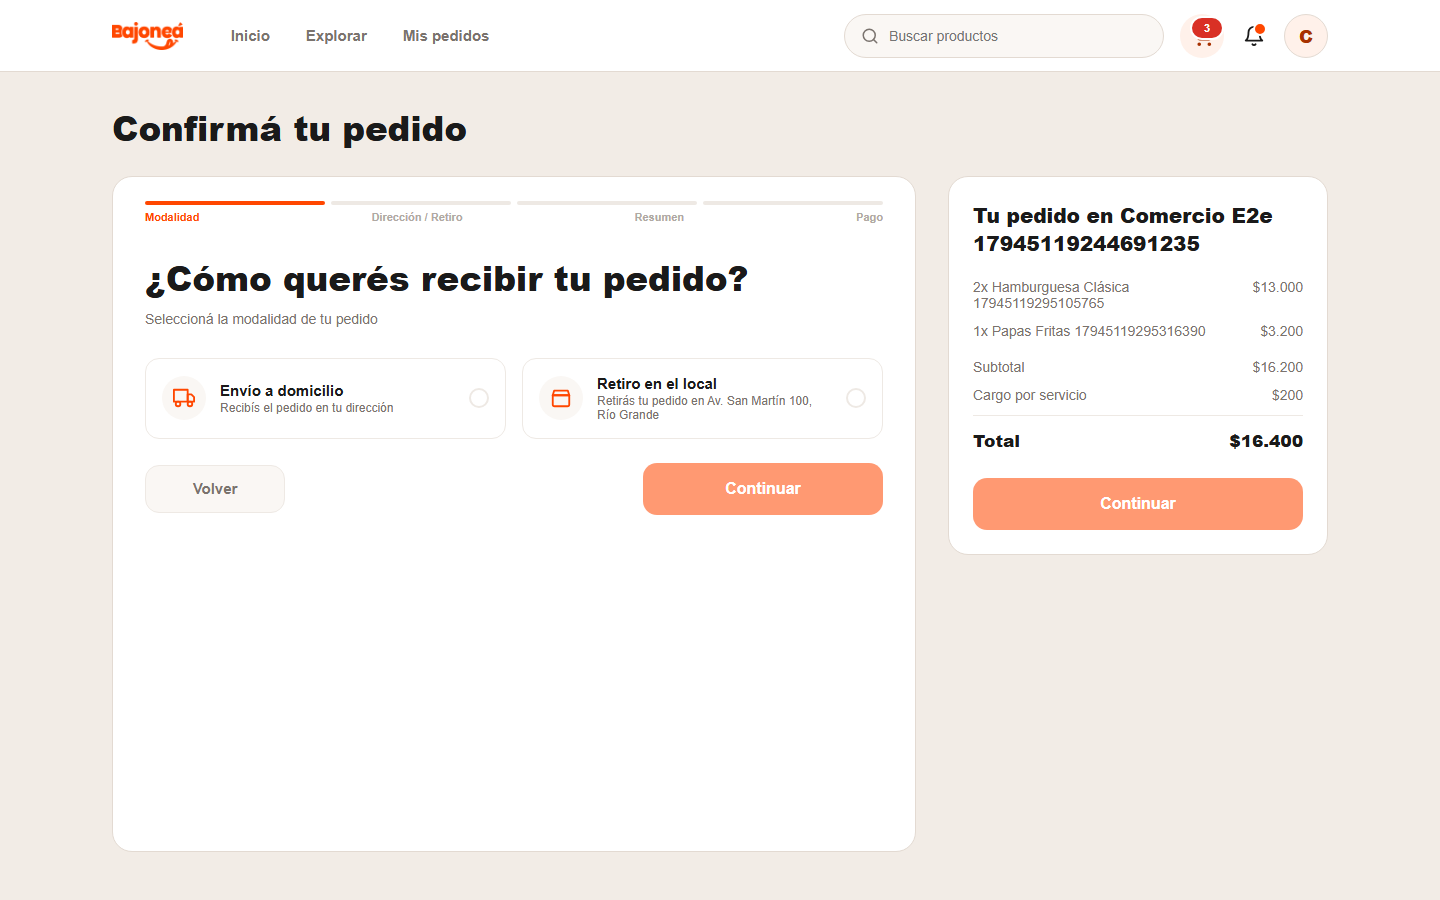 Bajoneá
Inicio
Explorar
Mis pedidos
Buscar productos
3
C
Confirmá tu pedido
Modalidad
Dirección / Retiro
Resumen
Pago
¿Cómo querés recibir tu pedido?
Seleccioná la modalidad de tu pedido
Envío a domicilio
Recibís el pedido en tu dirección
Retiro en el local
Retirás tu pedido en Av. San Martín 100,
Río Grande
Volver
Continuar
Tu pedido en Comercio E2e
17945119244691235
2x Hamburguesa Clásica $13.000
17945119295105765
1x Papas Fritas 17945119295316390 $3.200
Subtotal $16.200
Cargo por servicio $200
Total $16.400
Continuar